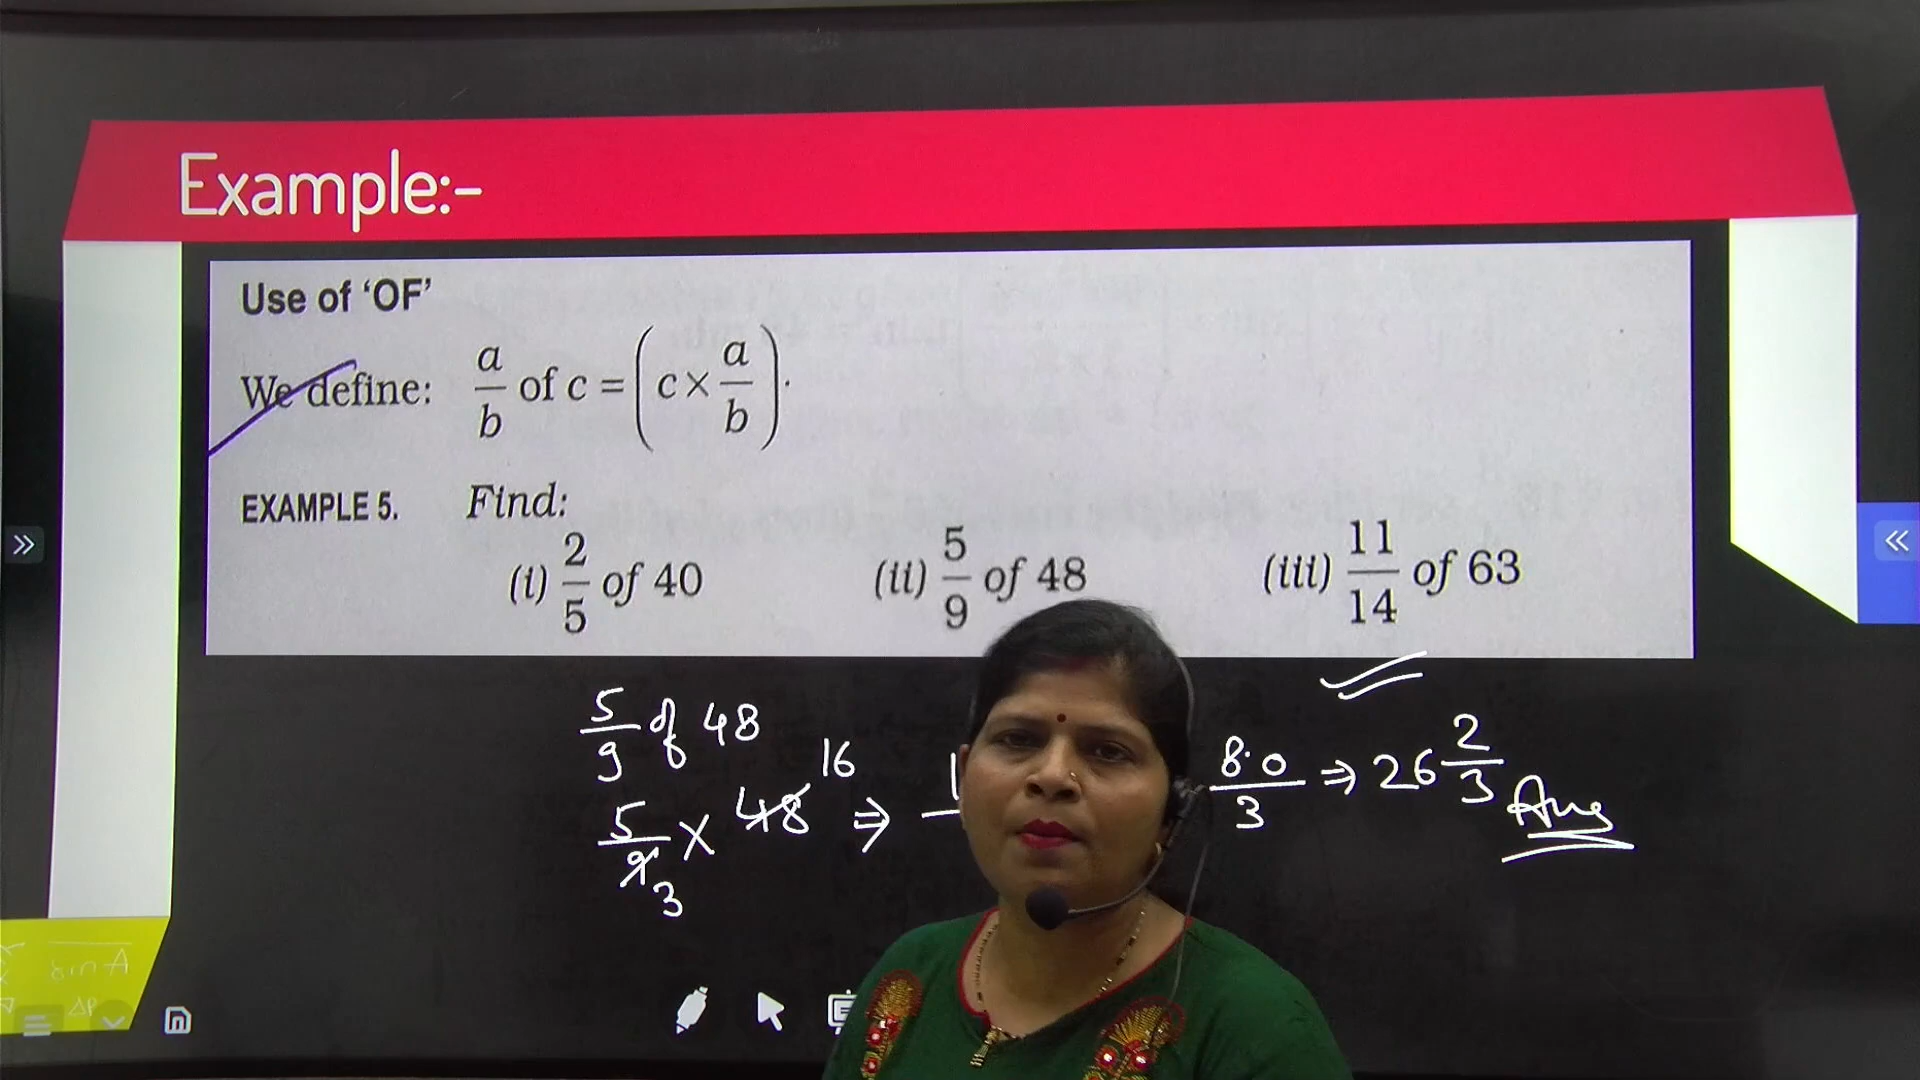 Example:-
Use of ‘OF’
We define: a/b of c = (c × a/b).
EXAMPLE 5. Find:
(i) 2/5 of 40 (ii) 5/9 of 48 (iii) 11/14 of 63
5/9 of 48
16
5/9 × 48 ⇒ 80/3 ⇒ 26 2/3 Ans
3
sin A
ΔP